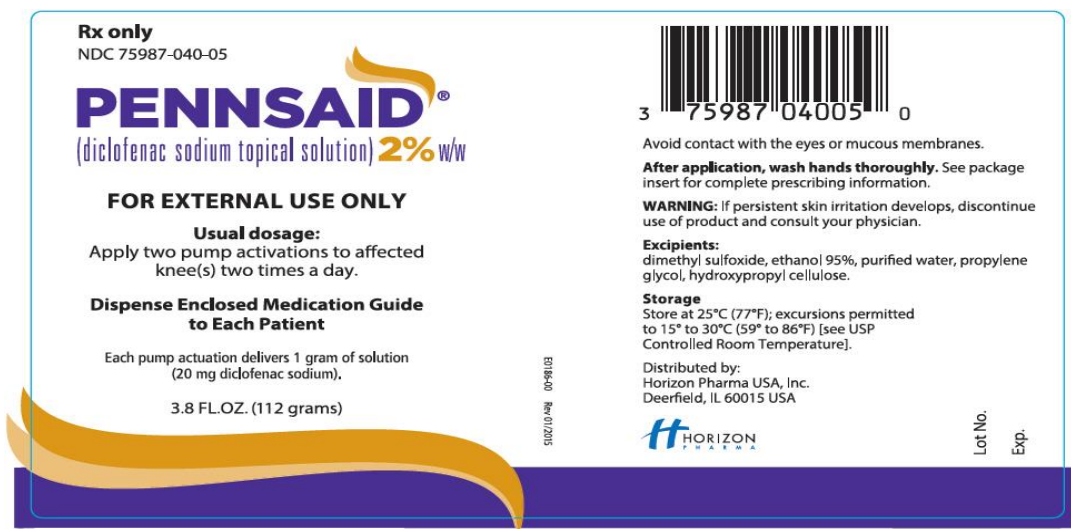 Rx only
NDC 75987-040-05
PENNSAID®
(diclofenac sodium topical solution) 2% w/w
FOR EXTERNAL USE ONLY
Usual dosage:
Apply two pump activations to affected
knee(s) two times a day.
Dispense Enclosed Medication Guide
to Each Patient
Each pump actuation delivers 1 gram of solution
(20 mg diclofenac sodium).
3.8 FL.OZ. (112 grams)
E0186-00 Rev 01/2015
3 75987 04005 0
Avoid contact with the eyes or mucous membranes.
After application, wash hands thoroughly. See package
insert for complete prescribing information.
WARNING: If persistent skin irritation develops, discontinue
use of product and consult your physician.
Excipients:
dimethyl sulfoxide, ethanol 95%, purified water, propylene
glycol, hydroxypropyl cellulose.
Storage
Store at 25°C (77°F); excursions permitted
to 15° to 30°C (59° to 86°F) [see USP
Controlled Room Temperature].
Distributed by:
Horizon Pharma USA, Inc.
Deerfield, IL 60015 USA
HORIZON
PHARMA
Lot No.
Exp.